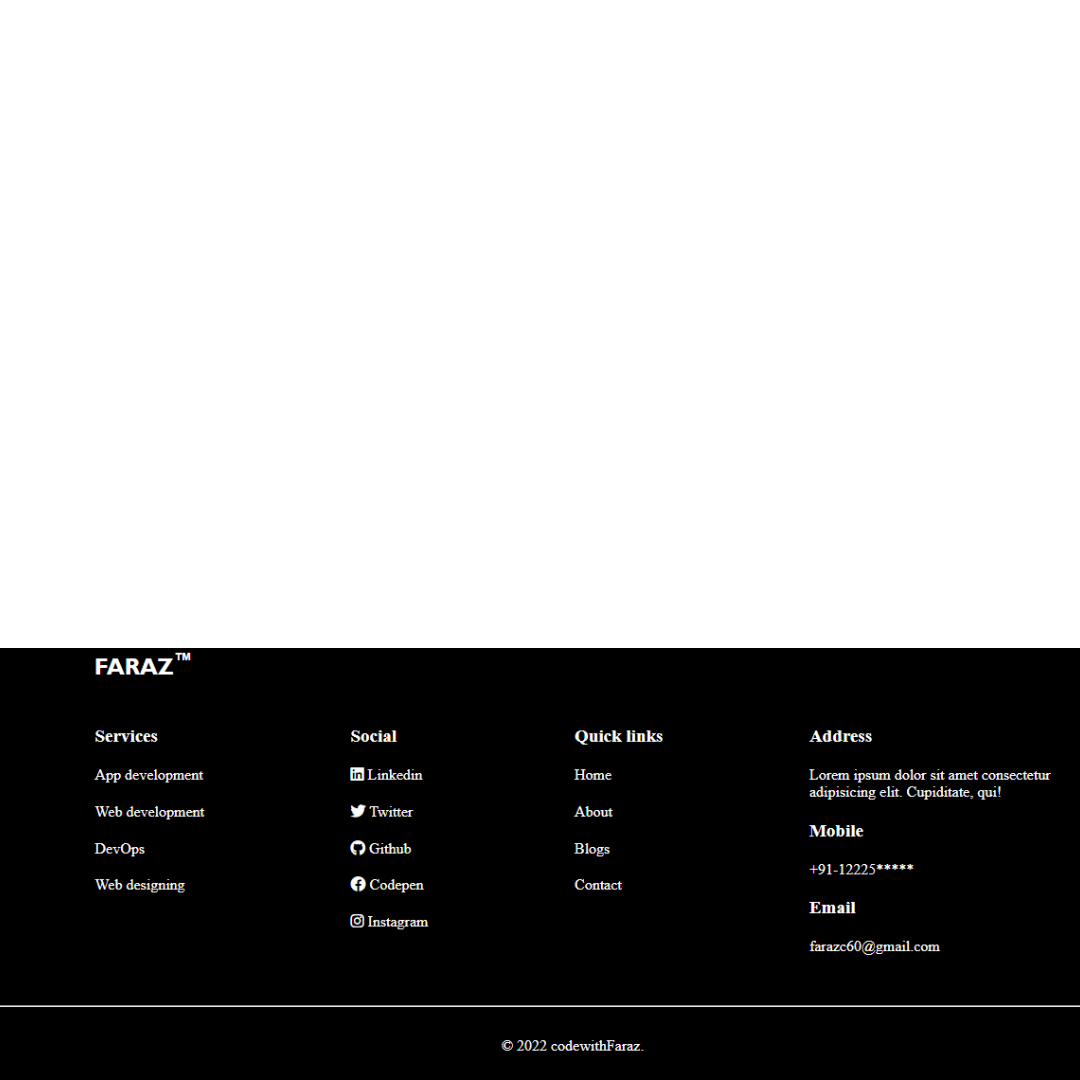 FARAZ™
Services
App development
Web development
DevOps
Web designing
Social
Linkedin
Twitter
Github
Codepen
Instagram
Quick links
Home
About
Blogs
Contact
Address
Lorem ipsum dolor sit amet consectetur
adipisicing elit. Cupiditate, qui!
Mobile
+91-12225*****
Email
farazc60@gmail.com
© 2022 codewithFaraz.